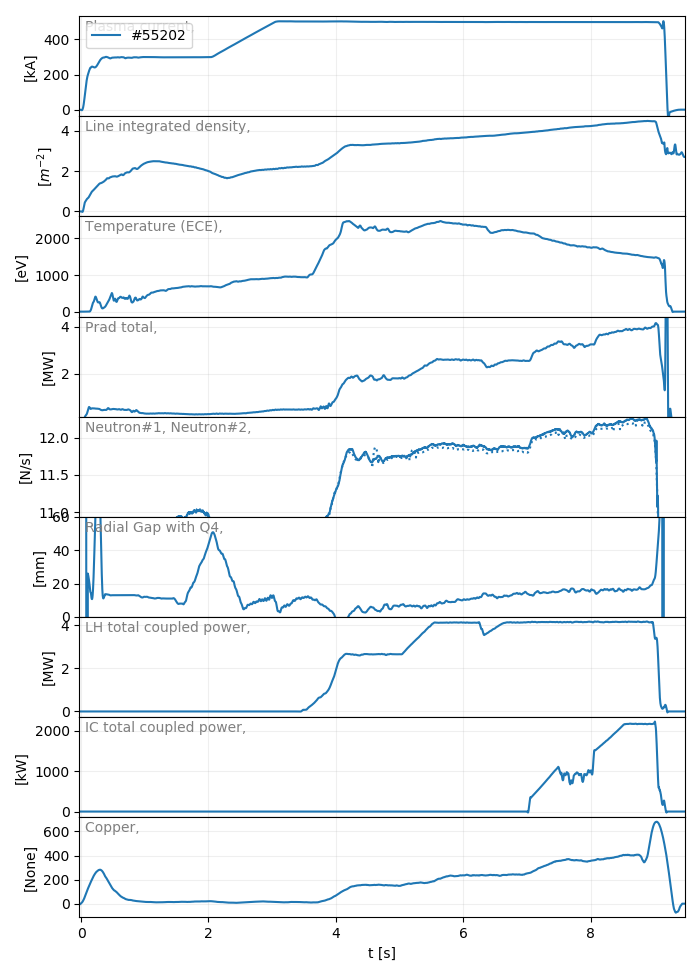 Plasma current,
#55202
[kA]
400
200
0
Line integrated density,
[m⁻²]
4
2
0
Temperature (ECE),
[eV]
2000
1000
0
Prad total,
[MW]
4
2
Neutron#1, Neutron#2,
[N/s]
12.0
11.5
11.0
Radial Gap with Q4,
[mm]
60
40
20
0
LH total coupled power,
[MW]
4
2
0
IC total coupled power,
[kW]
2000
1000
0
Copper,
[None]
600
400
200
0
0 2 4 6 8
t [s]